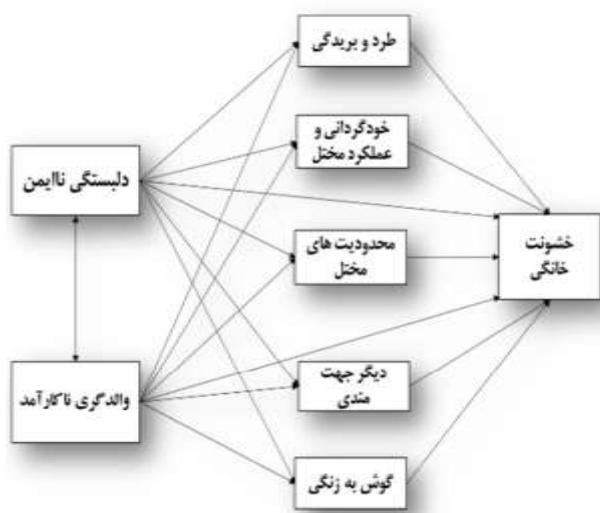 طرد و بریدگی
خودگردانی و
عملکرد مختل
دلبستگی ناایمن
محدودیت های
مختل
خشونت
خانگی
والدگری ناکارآمد
دیگر جهت
مندی
گوش به زنگی